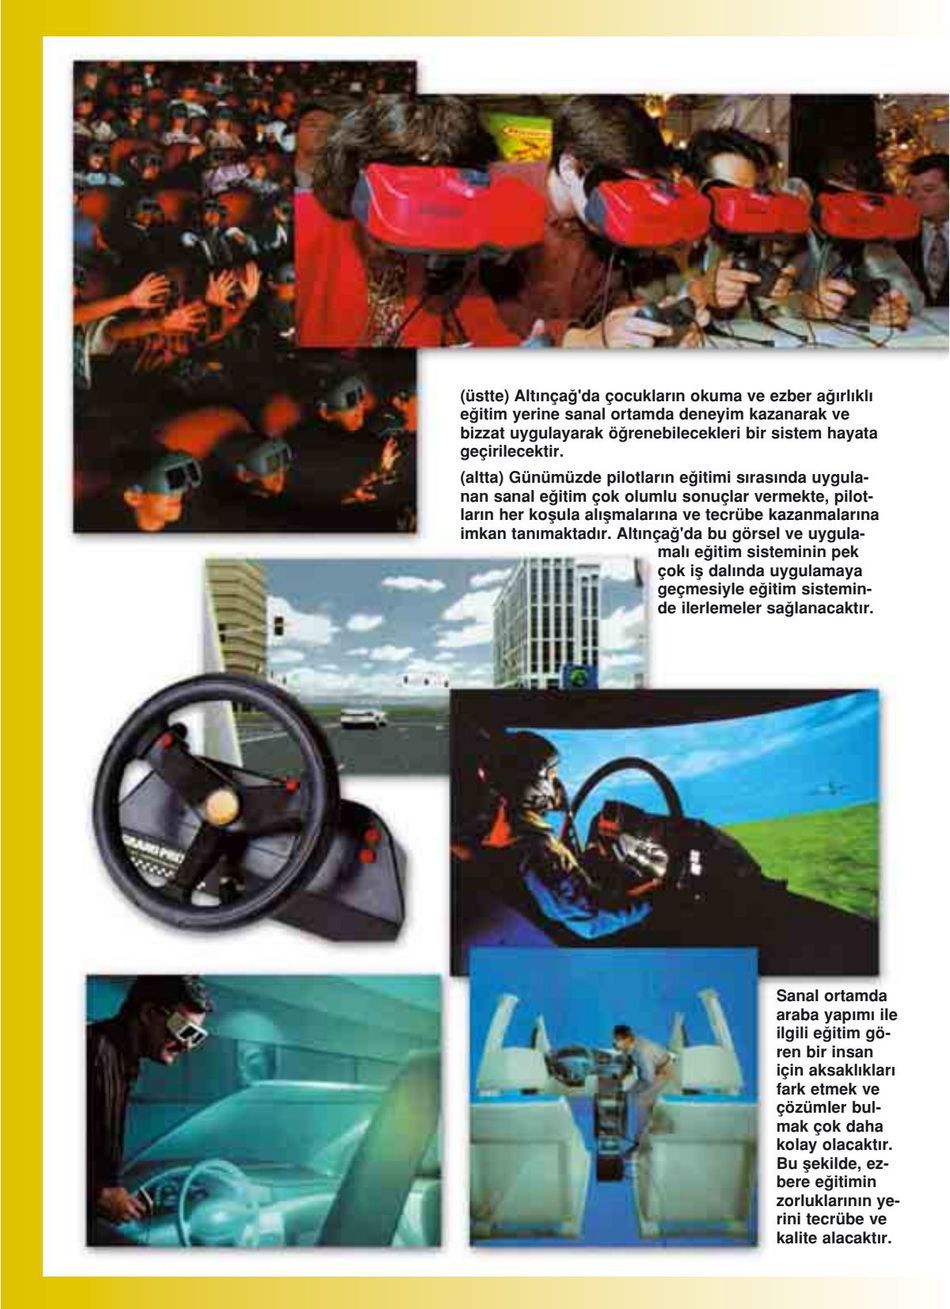 (üstte) Altınçağ'da çocukların okuma ve ezber ağırlıklı
eğitim yerine sanal ortamda deneyim kazanarak ve
bizzat uygulayarak öğrenebilecekleri bir sistem hayata
geçirilecektir.
(altta) Günümüzde pilotların eğitimi sırasında uygula-
nan sanal eğitim çok olumlu sonuçlar vermekte, pilot-
ların her koşula alışmalarına ve tecrübe kazanmalarına
imkan tanımaktadır. Altınçağ'da bu görsel ve uygula-
malı eğitim sisteminin pek
çok iş dalında uygulamaya
geçmesiyle eğitim sistemin-
de ilerlemeler sağlanacaktır.
GRAND PRIX
Sanal ortamda
araba yapımı ile
ilgili eğitim gö-
ren bir insan
için aksaklıkları
fark etmek ve
çözümler bul-
mak çok daha
kolay olacaktır.
Bu şekilde, ez-
bere eğitimin
zorluklarının ye-
rini tecrübe ve
kalite alacaktır.